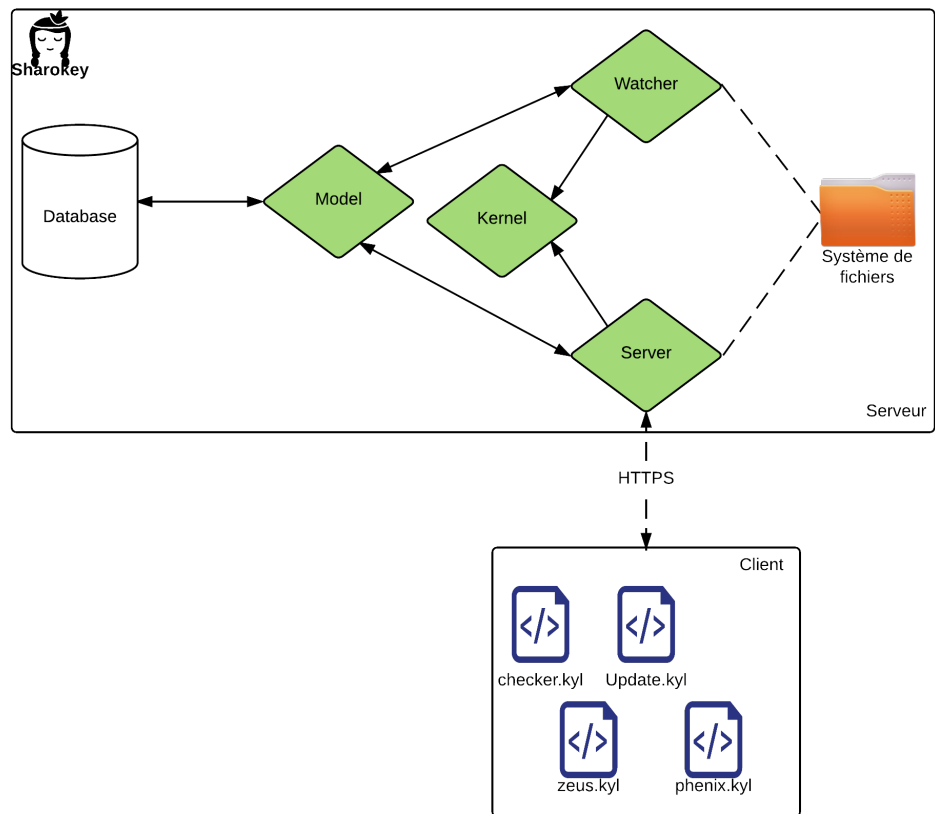 Sharokey
Watcher
Database
Model
Kernel
Système de
fichiers
Server
Serveur
HTTPS
Client
checker.kyl
Update.kyl
zeus.kyl
phenix.kyl